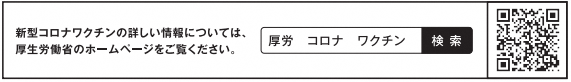 新型コロナワクチンの詳しい情報については、
厚生労働省のホームページをご覧ください。
厚労 コロナ ワクチン 検索